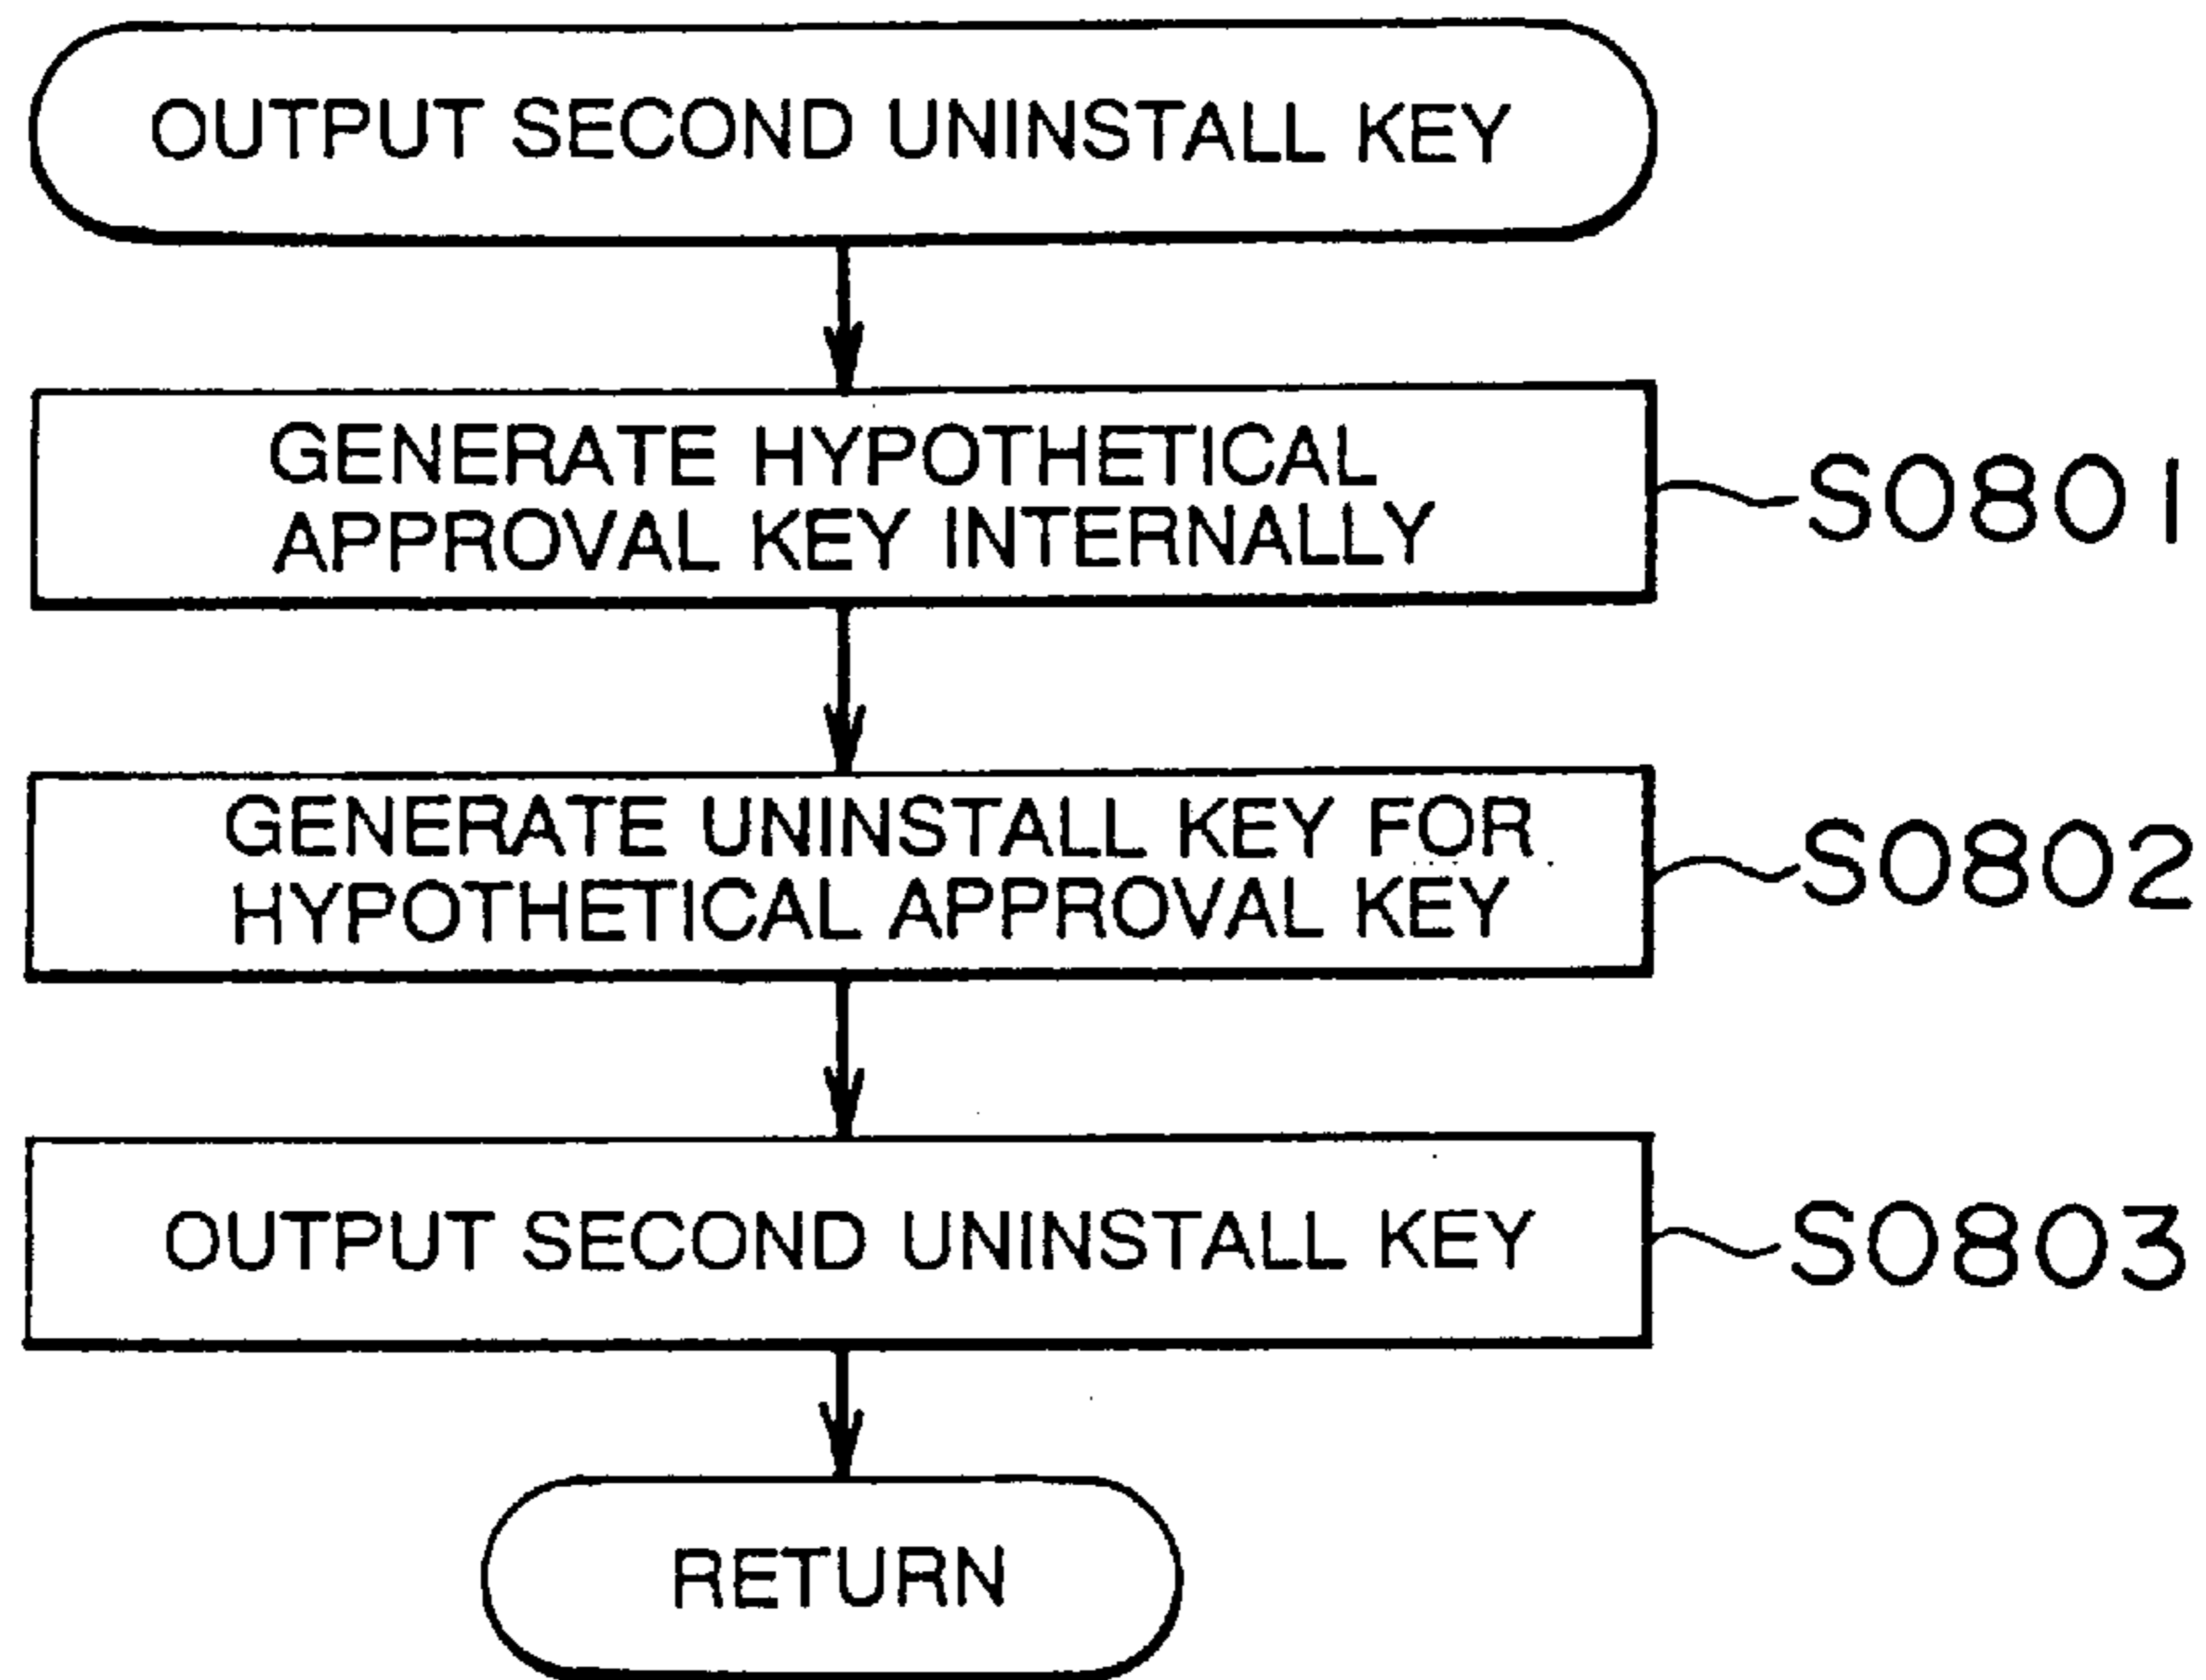 OUTPUT SECOND UNINSTALL KEY
GENERATE HYPOTHETICAL
APPROVAL KEY INTERNALLY
S0801
GENERATE UNINSTALL KEY FOR
HYPOTHETICAL APPROVAL KEY
S0802
OUTPUT SECOND UNINSTALL KEY
S0803
RETURN